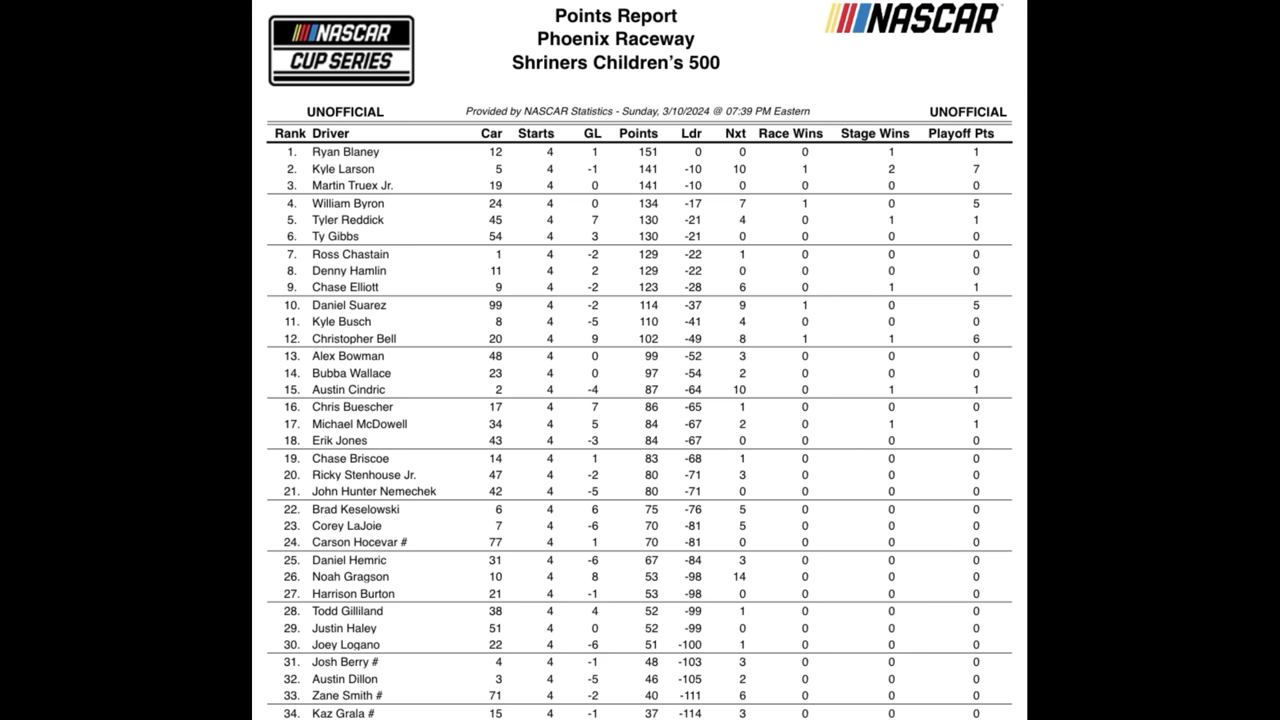 NASCAR
CUP SERIES
Points Report
Phoenix Raceway
Shriners Children's 500
NASCAR
UNOFFICIAL Provided by NASCAR Statistics - Sunday, 3/10/2024 @ 07:39 PM Eastern UNOFFICIAL
Rank Driver Car Starts GL Points Ldr Nxt Race Wins Stage Wins Playoff Pts
1. Ryan Blaney 12 4 1 151 0 0 0 1 1
2. Kyle Larson 5 4 -1 141 -10 10 1 2 7
3. Martin Truex Jr. 19 4 0 141 -10 0 0 0 0
4. William Byron 24 4 0 134 -17 7 1 0 5
5. Tyler Reddick 45 4 7 130 -21 4 0 1 1
6. Ty Gibbs 54 4 3 130 -21 0 0 0 0
7. Ross Chastain 1 4 -2 129 -22 1 0 0 0
8. Denny Hamlin 11 4 2 129 -22 0 0 0 0
9. Chase Elliott 9 4 -2 123 -28 6 0 1 1
10. Daniel Suarez 99 4 -2 114 -37 9 1 0 5
11. Kyle Busch 8 4 -5 110 -41 4 0 0 0
12. Christopher Bell 20 4 9 102 -49 8 1 1 6
13. Alex Bowman 48 4 0 99 -52 3 0 0 0
14. Bubba Wallace 23 4 0 97 -54 2 0 0 0
15. Austin Cindric 2 4 -4 87 -64 10 0 1 1
16. Chris Buescher 17 4 7 86 -65 1 0 0 0
17. Michael McDowell 34 4 5 84 -67 2 0 1 1
18. Erik Jones 43 4 -3 84 -67 0 0 0 0
19. Chase Briscoe 14 4 1 83 -68 1 0 0 0
20. Ricky Stenhouse Jr. 47 4 -2 80 -71 3 0 0 0
21. John Hunter Nemechek 42 4 -5 80 -71 0 0 0 0
22. Brad Keselowski 6 4 6 75 -76 5 0 0 0
23. Corey LaJoie 7 4 -6 70 -81 5 0 0 0
24. Carson Hocevar # 77 4 1 70 -81 0 0 0 0
25. Daniel Hemric 31 4 -6 67 -84 3 0 0 0
26. Noah Gragson 10 4 8 53 -98 14 0 0 0
27. Harrison Burton 21 4 -1 53 -98 0 0 0 0
28. Todd Gilliland 38 4 4 52 -99 1 0 0 0
29. Justin Haley 51 4 0 52 -99 0 0 0 0
30. Joey Logano 22 4 -6 51 -100 1 0 0 0
31. Josh Berry # 4 4 -1 48 -103 3 0 0 0
32. Austin Dillon 3 4 -5 46 -105 2 0 0 0
33. Zane Smith # 71 4 -2 40 -111 6 0 0 0
34. Kaz Grala # 15 4 -1 37 -114 3 0 0 0